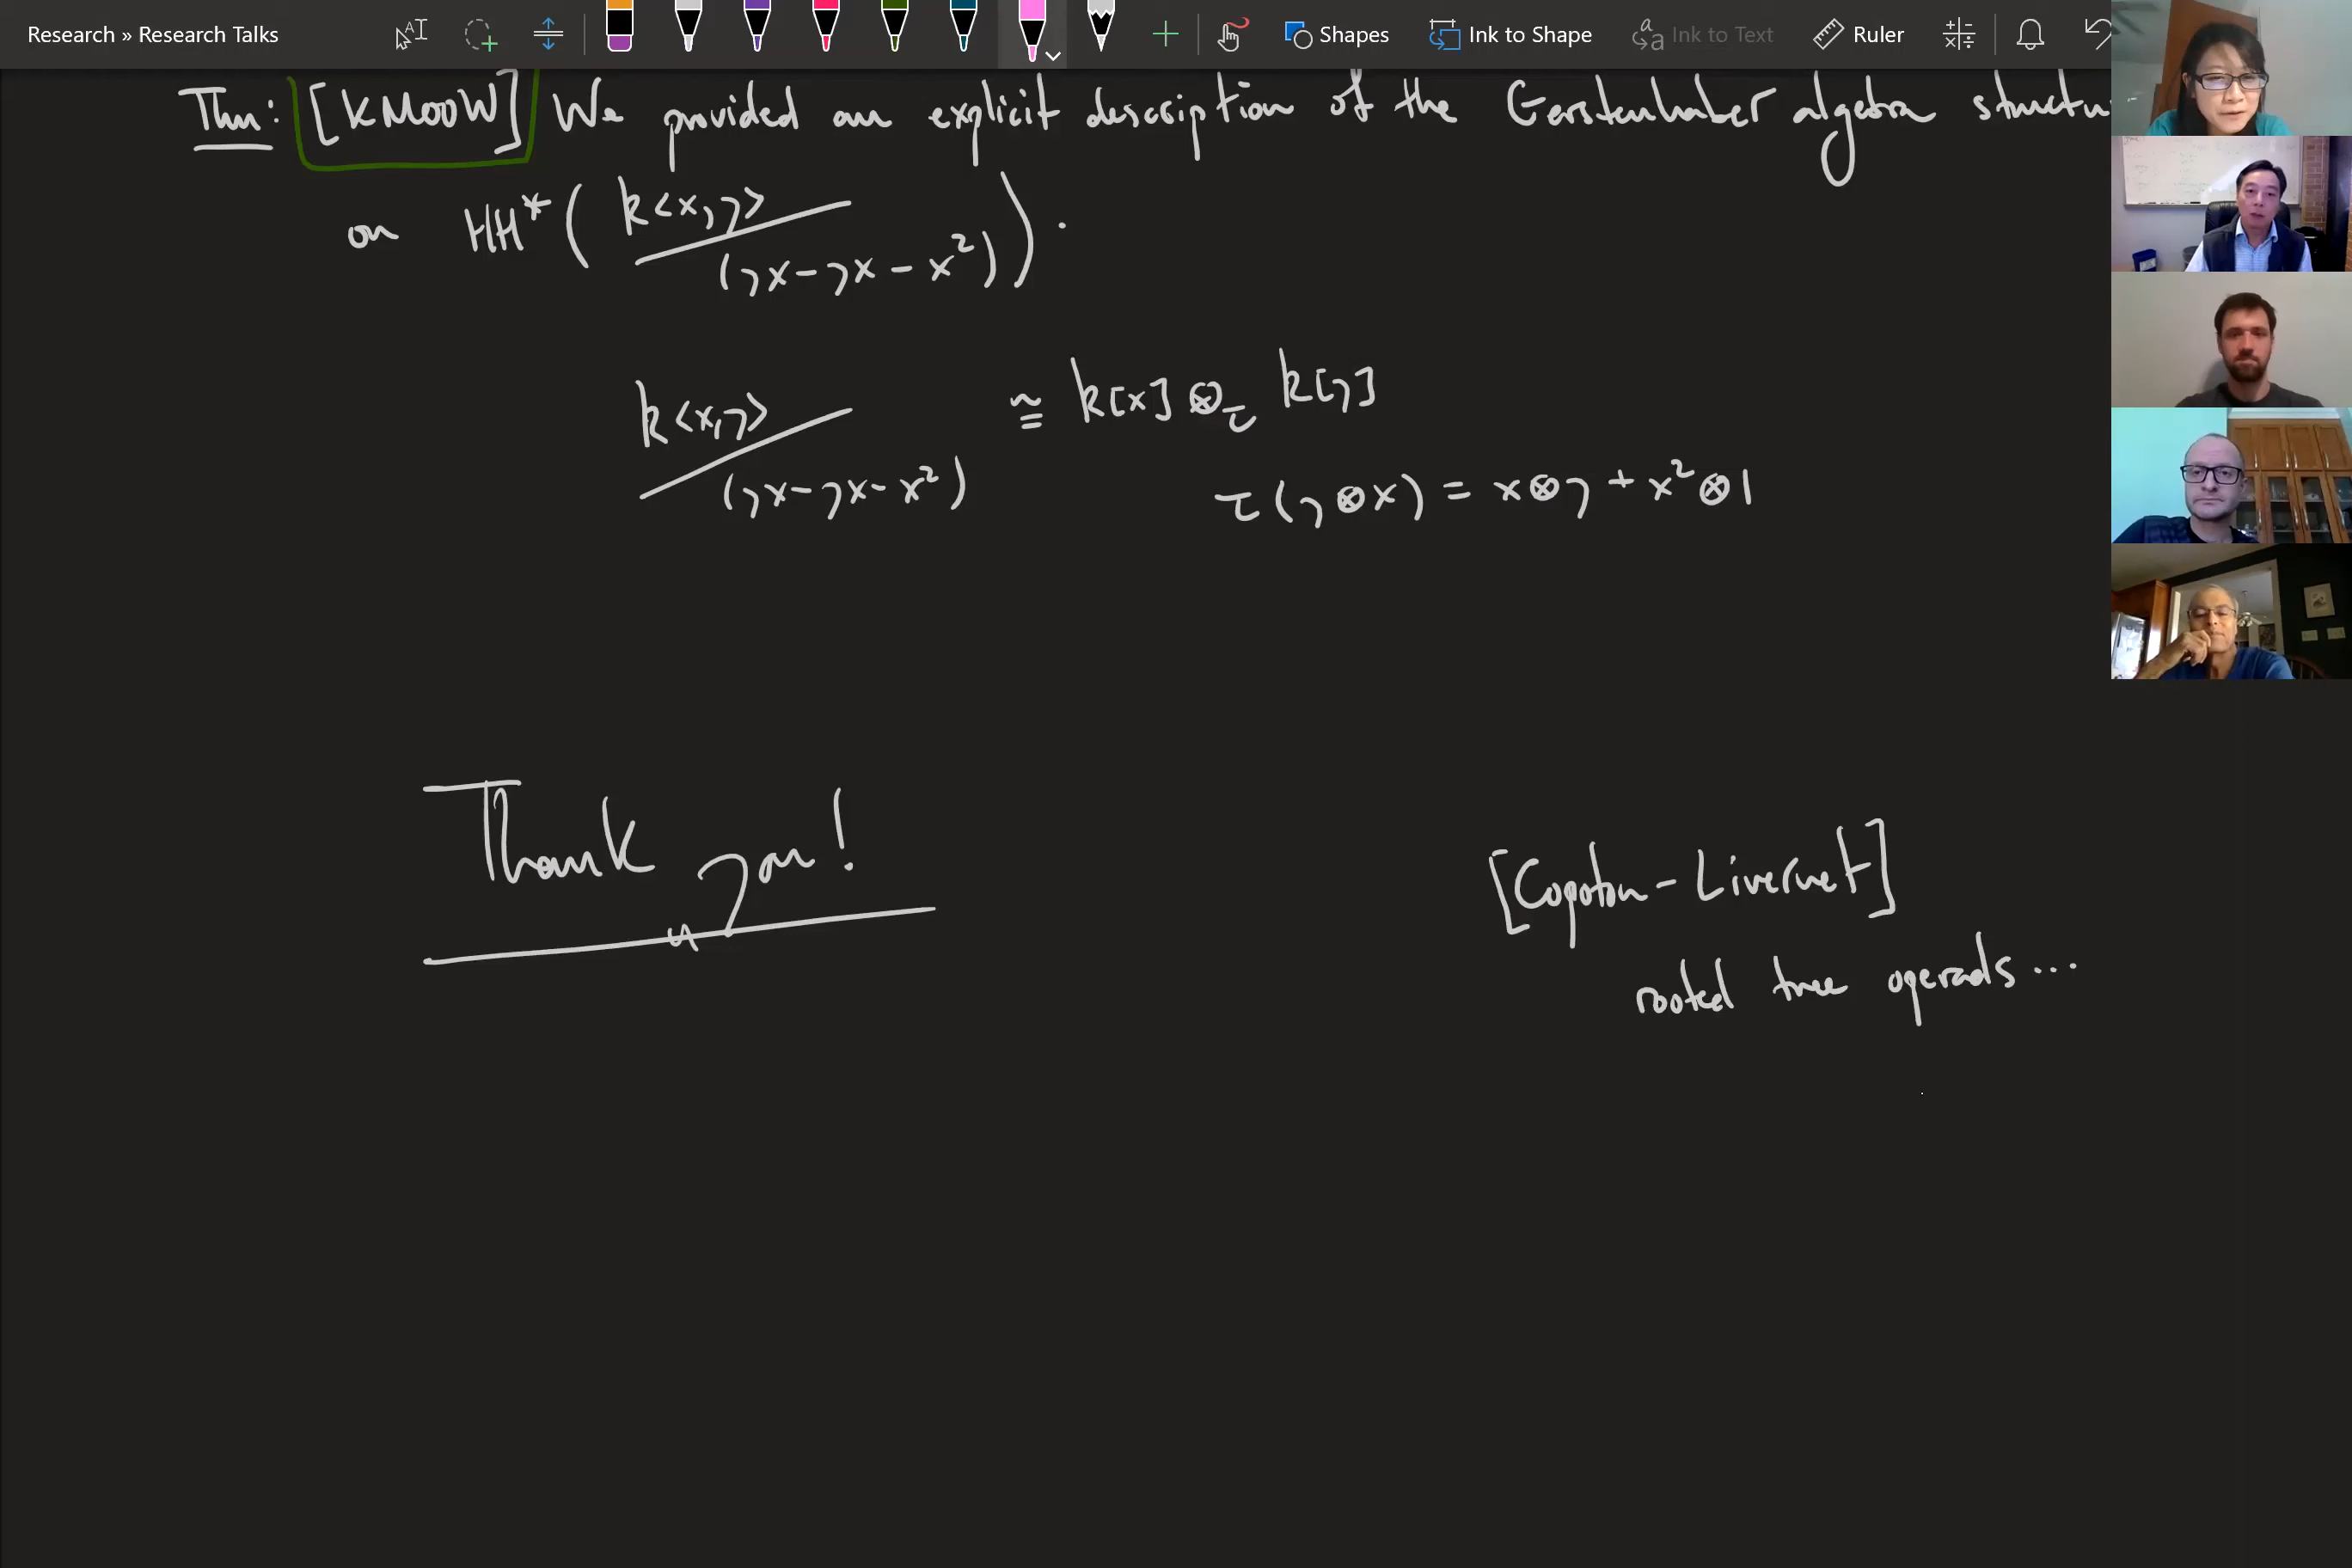 Research » Research Talks
Shapes
Ink to Shape
Ink to Text
Ruler
Thm: [KMOOW] We provided an explicit description of the Gerstenhaber algebra structu
on HH*( k<x,y> / (yx-yx-x²) ).
k<x,y> / (yx-yx-x²) ≅ k[x]⊗τ k[y]
τ(y⊗x) = x⊗y + x²⊗1
Thank you!
[Copoton-Livernet]
rooted tree operads...